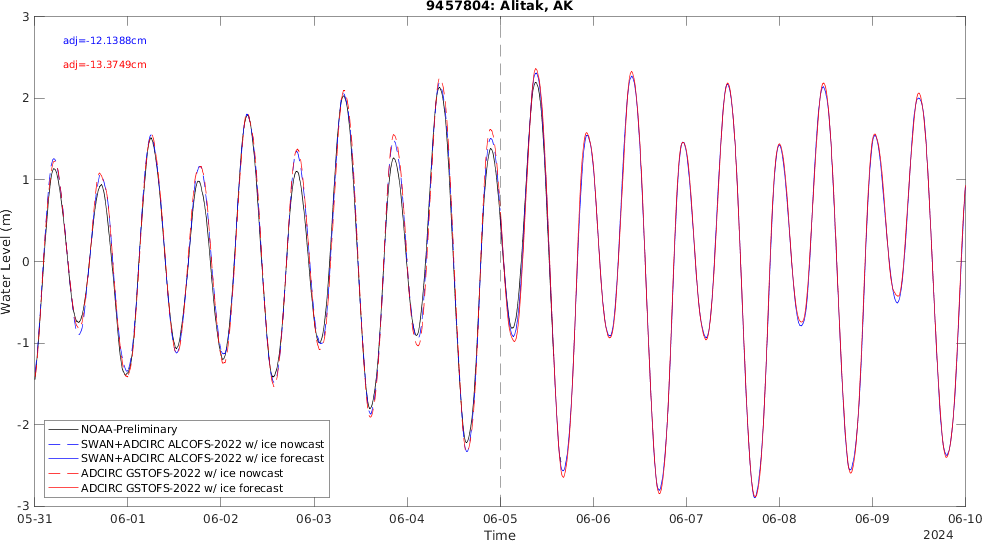 9457804: Alitak, AK
adj=-12.1388cm
adj=-13.3749cm
Water Level (m)
3
2
1
0
-1
-2
-3
NOAA-Preliminary
SWAN+ADCIRC ALCOFS-2022 w/ ice nowcast
SWAN+ADCIRC ALCOFS-2022 w/ ice forecast
ADCIRC GSTOFS-2022 w/ ice nowcast
ADCIRC GSTOFS-2022 w/ ice forecast
05-31 06-01 06-02 06-03 06-04 06-05 06-06 06-07 06-08 06-09 06-10
Time
2024